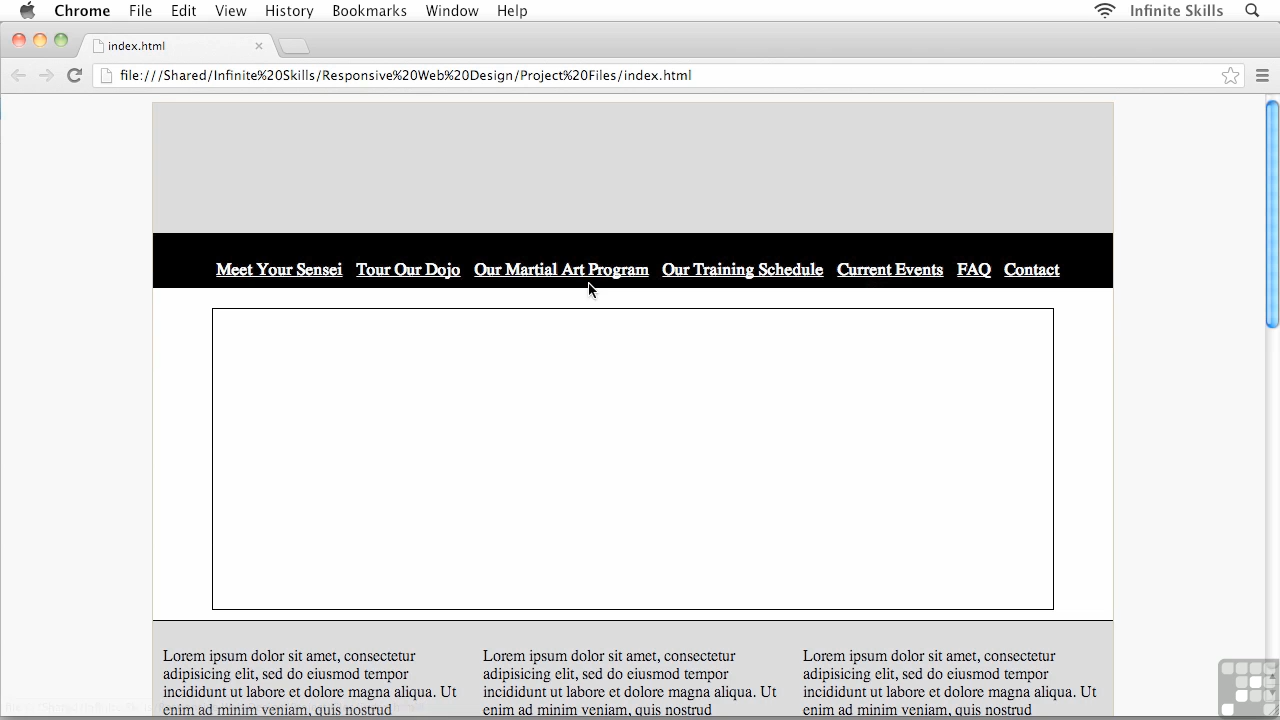 Chrome File Edit View History Bookmarks Window Help Infinite Skills
index.html
file:///Shared/Infinite%20Skills/Responsive%20Web%20Design/Project%20Files/index.html
Meet Your Sensei Tour Our Dojo Our Martial Art Program Our Training Schedule Current Events FAQ Contact
Lorem ipsum dolor sit amet, consectetur
adipisicing elit, sed do eiusmod tempor
incididunt ut labore et dolore magna aliqua. Ut
enim ad minim veniam, quis nostrud
Lorem ipsum dolor sit amet, consectetur
adipisicing elit, sed do eiusmod tempor
incididunt ut labore et dolore magna aliqua. Ut
enim ad minim veniam, quis nostrud
Lorem ipsum dolor sit amet, consectetur
adipisicing elit, sed do eiusmod tempor
incididunt ut labore et dolore magna aliqua. Ut
enim ad minim veniam, quis nostrud